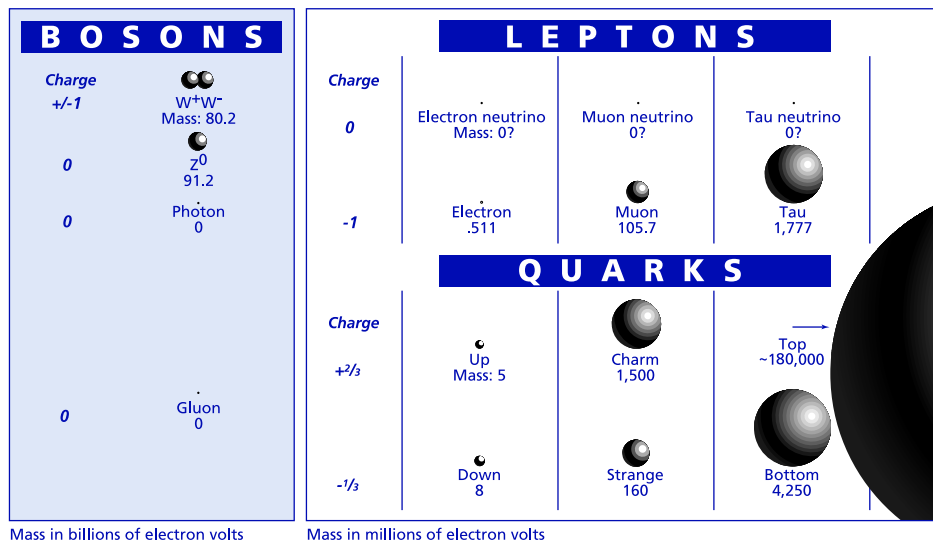 BOSONS
Charge
+/-1
W+W-
Mass: 80.2
0
Z0
91.2
0
Photon
0
0
Gluon
0
Mass in billions of electron volts
LEPTONS
Charge
0
Electron neutrino
Mass: 0?
Muon neutrino
0?
Tau neutrino
0?
-1
Electron
.511
Muon
105.7
Tau
1,777
QUARKS
Charge
+2/3
Up
Mass: 5
Charm
1,500
Top
~180,000
-1/3
Down
8
Strange
160
Bottom
4,250
Mass in millions of electron volts